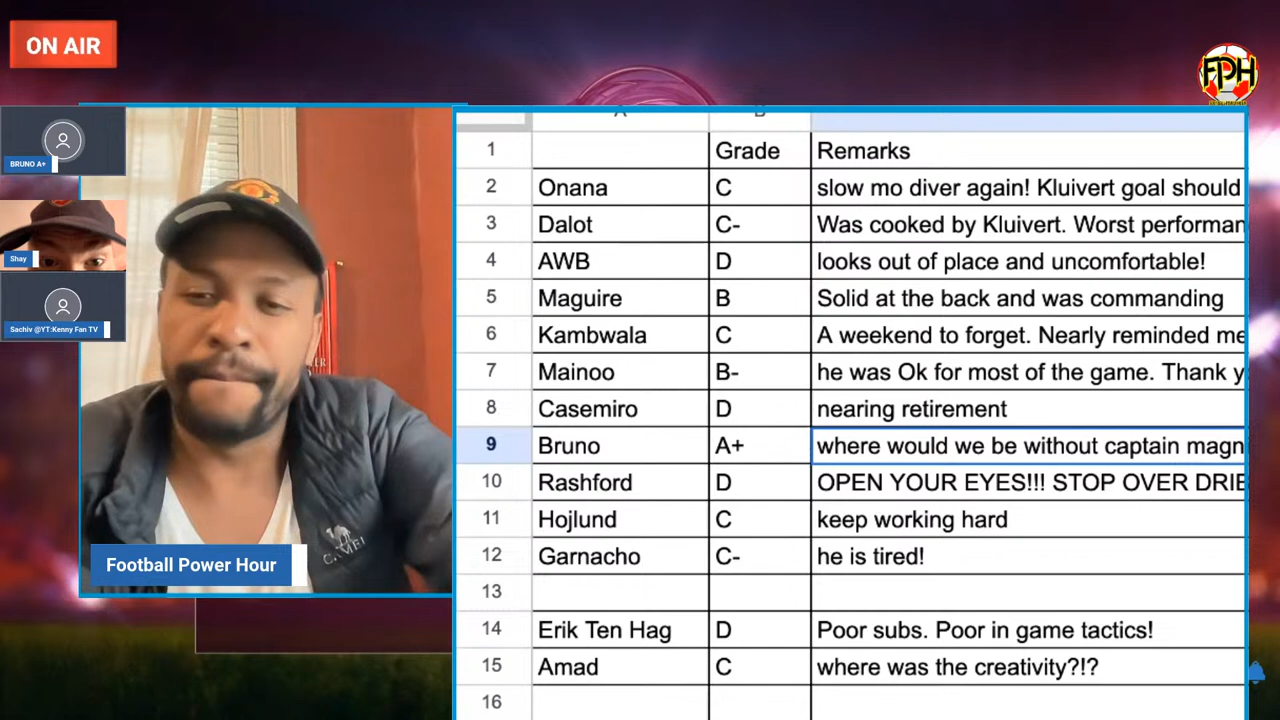 ON AIR
FPH
BRUNO A+
Shay
Sachiv @YT:Kenny Fan TV
CAMEL
Football Power Hour
1 Grade Remarks
2 Onana C slow mo diver again! Kluivert goal should
3 Dalot C- Was cooked by Kluivert. Worst performan
4 AWB D looks out of place and uncomfortable!
5 Maguire B Solid at the back and was commanding
6 Kambwala C A weekend to forget. Nearly reminded me
7 Mainoo B- he was Ok for most of the game. Thank y
8 Casemiro D nearing retirement
9 Bruno A+ where would we be without captain magn
10 Rashford D OPEN YOUR EYES!!! STOP OVER DRIB
11 Hojlund C keep working hard
12 Garnacho C- he is tired!
13
14 Erik Ten Hag D Poor subs. Poor in game tactics!
15 Amad C where was the creativity?!?
16